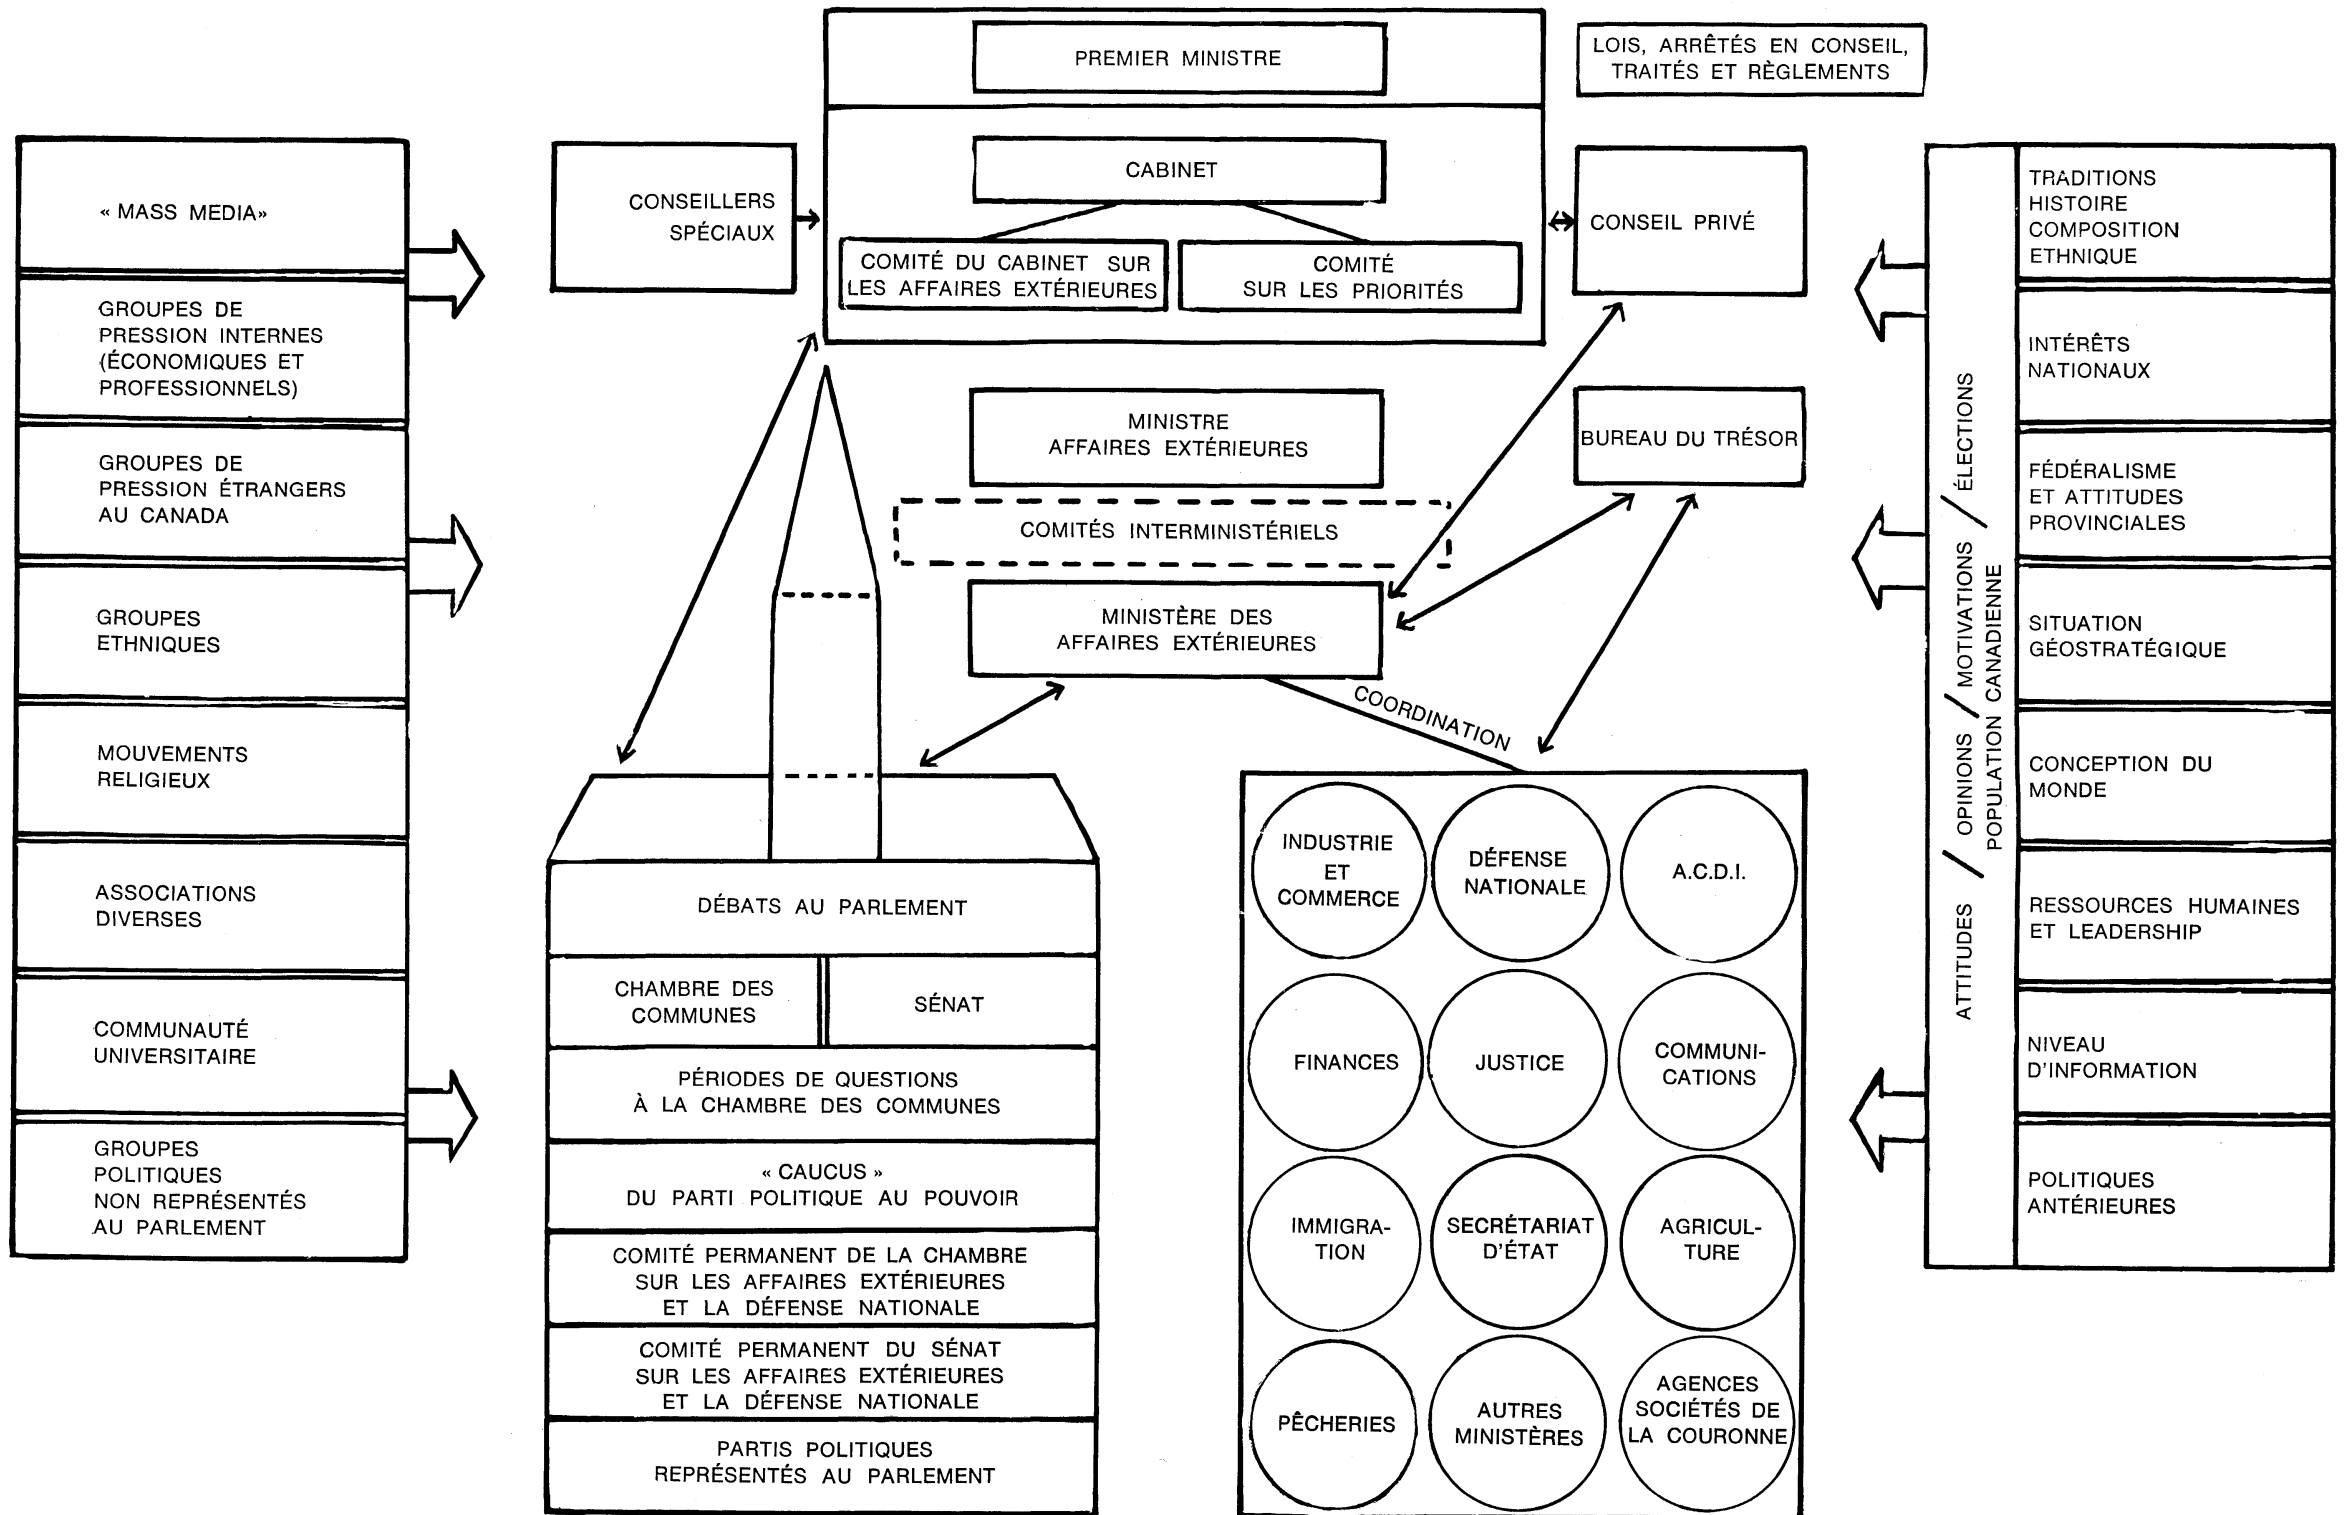 PREMIER MINISTRE
LOIS, ARRÊTÉS EN CONSEIL,
TRAITÉS ET RÈGLEMENTS
« MASS MEDIA»
GROUPES DE
PRESSION INTERNES
(ÉCONOMIQUES ET
PROFESSIONNELS)
GROUPES DE
PRESSION ÉTRANGERS
AU CANADA
GROUPES
ETHNIQUES
MOUVEMENTS
RELIGIEUX
ASSOCIATIONS
DIVERSES
COMMUNAUTÉ
UNIVERSITAIRE
GROUPES
POLITIQUES
NON REPRÉSENTÉS
AU PARLEMENT
CONSEILLERS
SPÉCIAUX
CABINET
COMITÉ DU CABINET SUR
LES AFFAIRES EXTÉRIEURES
COMITÉ
SUR LES PRIORITÉS
CONSEIL PRIVÉ
MINISTRE
AFFAIRES EXTÉRIEURES
BUREAU DU TRÉSOR
COMITÉS INTERMINISTÉRIELS
MINISTÈRE DES
AFFAIRES EXTÉRIEURES
COORDINATION
DÉBATS AU PARLEMENT
CHAMBRE DES
COMMUNES
SÉNAT
PÉRIODES DE QUESTIONS
À LA CHAMBRE DES COMMUNES
« CAUCUS »
DU PARTI POLITIQUE AU POUVOIR
COMITÉ PERMANENT DE LA CHAMBRE
SUR LES AFFAIRES EXTÉRIEURES
ET LA DÉFENSE NATIONALE
COMITÉ PERMANENT DU SÉNAT
SUR LES AFFAIRES EXTÉRIEURES
ET LA DÉFENSE NATIONALE
PARTIS POLITIQUES
REPRÉSENTÉS AU PARLEMENT
INDUSTRIE
ET
COMMERCE
DÉFENSE
NATIONALE
A.C.D.I.
FINANCES
JUSTICE
COMMUNI-
CATIONS
IMMIGRA-
TION
SECRÉTARIAT
D'ÉTAT
AGRICUL-
TURE
PÊCHERIES
AUTRES
MINISTÈRES
AGENCES
SOCIÉTÉS DE
LA COURONNE
ATTITUDES / OPINIONS / MOTIVATIONS / ÉLECTIONS
POPULATION CANADIENNE
TRADITIONS
HISTOIRE
COMPOSITION
ETHNIQUE
INTÉRÊTS
NATIONAUX
FÉDÉRALISME
ET ATTITUDES
PROVINCIALES
SITUATION
GÉOSTRATÉGIQUE
CONCEPTION DU
MONDE
RESSOURCES HUMAINES
ET LEADERSHIP
NIVEAU
D'INFORMATION
POLITIQUES
ANTÉRIEURES